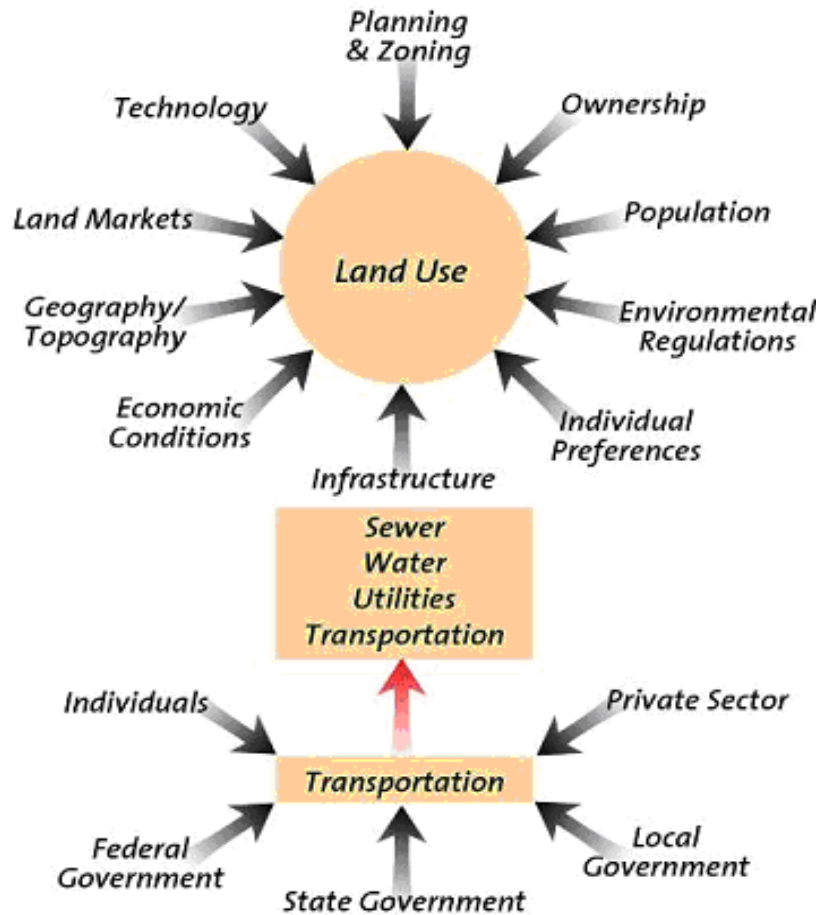 Planning
& Zoning
Technology
Ownership
Land Markets
Population
Land Use
Geography/
Topography
Environmental
Regulations
Economic
Conditions
Individual
Preferences
Infrastructure
Sewer
Water
Utilities
Transportation
Individuals
Private Sector
Transportation
Federal
Government
Local
Government
State Government